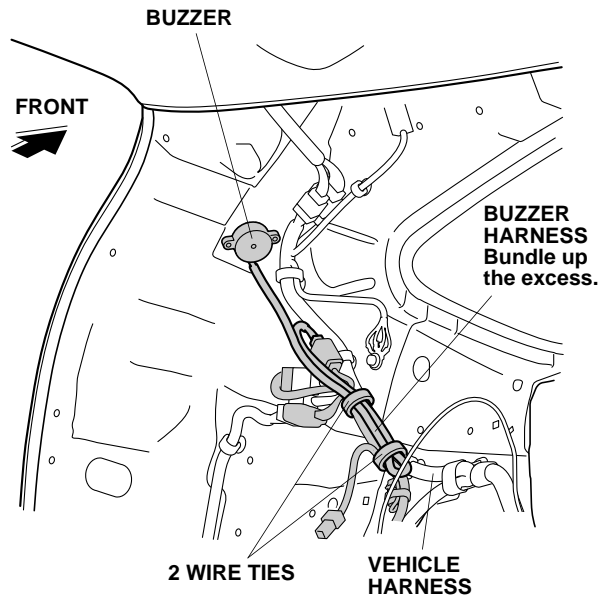 BUZZER
FRONT
BUZZER
HARNESS
Bundle up
the excess.
2 WIRE TIES
VEHICLE
HARNESS